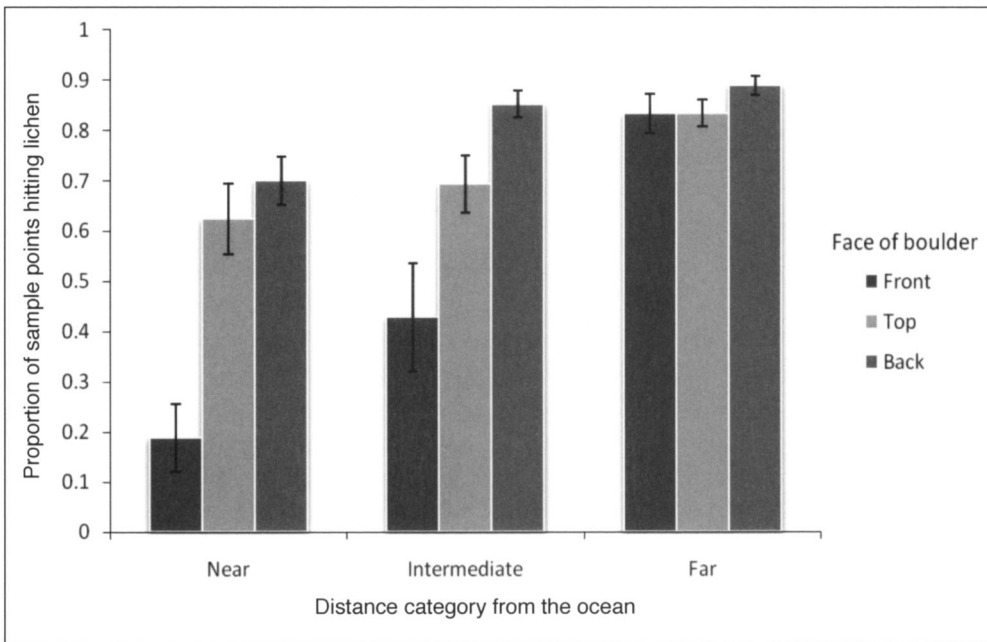 Proportion of sample points hitting lichen
1
0.9
0.8
0.7
0.6
0.5
0.4
0.3
0.2
0.1
0
Near Intermediate Far
Distance category from the ocean
Face of boulder
Front
Top
Back